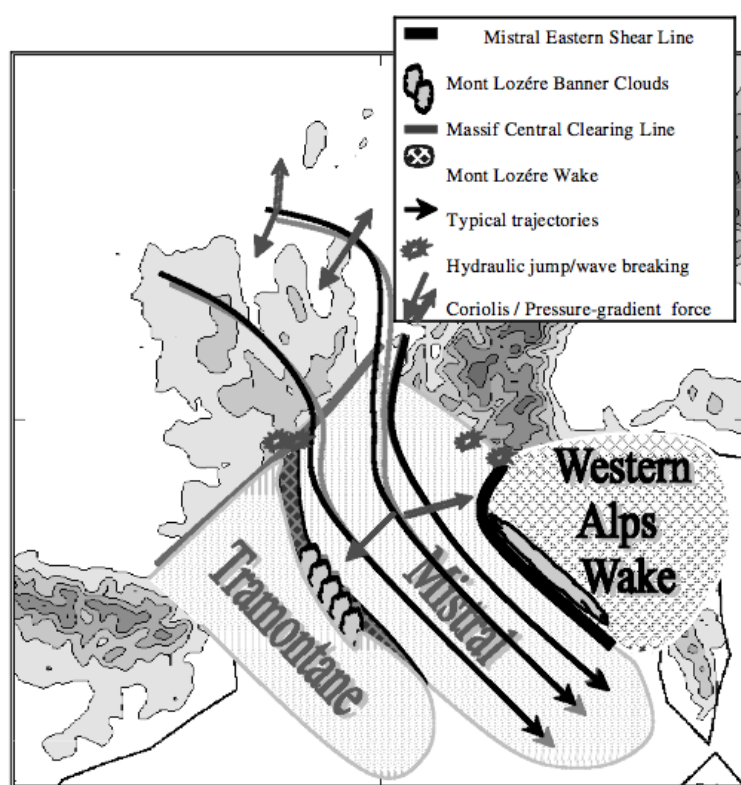 Mistral Eastern Shear Line
Mont Lozére Banner Clouds
Massif Central Clearing Line
Mont Lozére Wake
Typical trajectories
Hydraulic jump/wave breaking
Coriolis / Pressure-gradient force
Western
Alps
Wake
Tramontane
Mistral